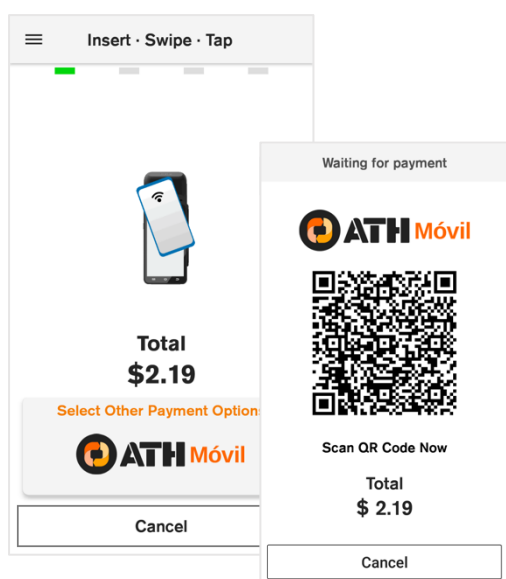 Insert · Swipe · Tap
Total
$2.19
Select Other Payment Option
ATH Móvil
Cancel
Waiting for payment
ATH Móvil
Scan QR Code Now
Total
$ 2.19
Cancel